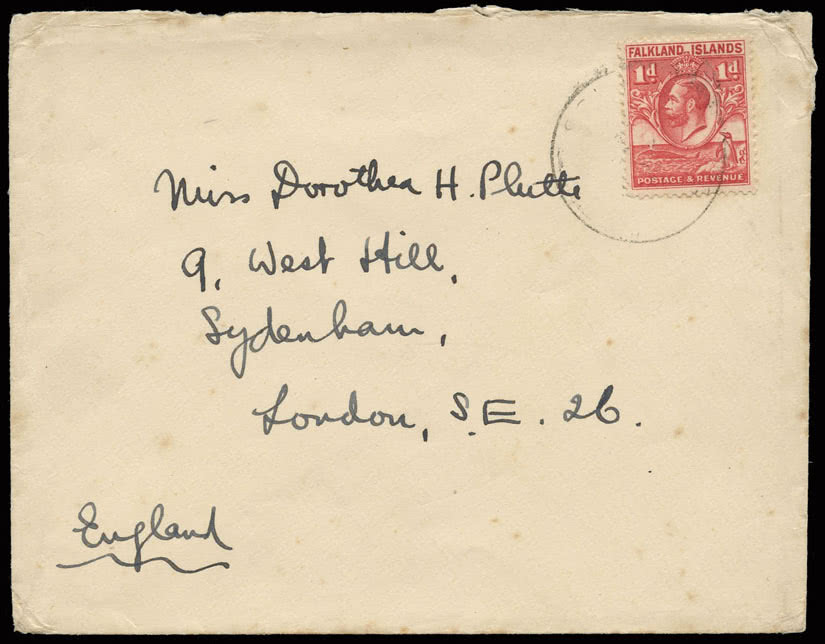 FALKLAND ISLANDS
1d 1d
POSTAGE & REVENUE
Miss Dorothea H. Plutte
9, West Hill,
Sydenham,
London, S.E. 26.
England